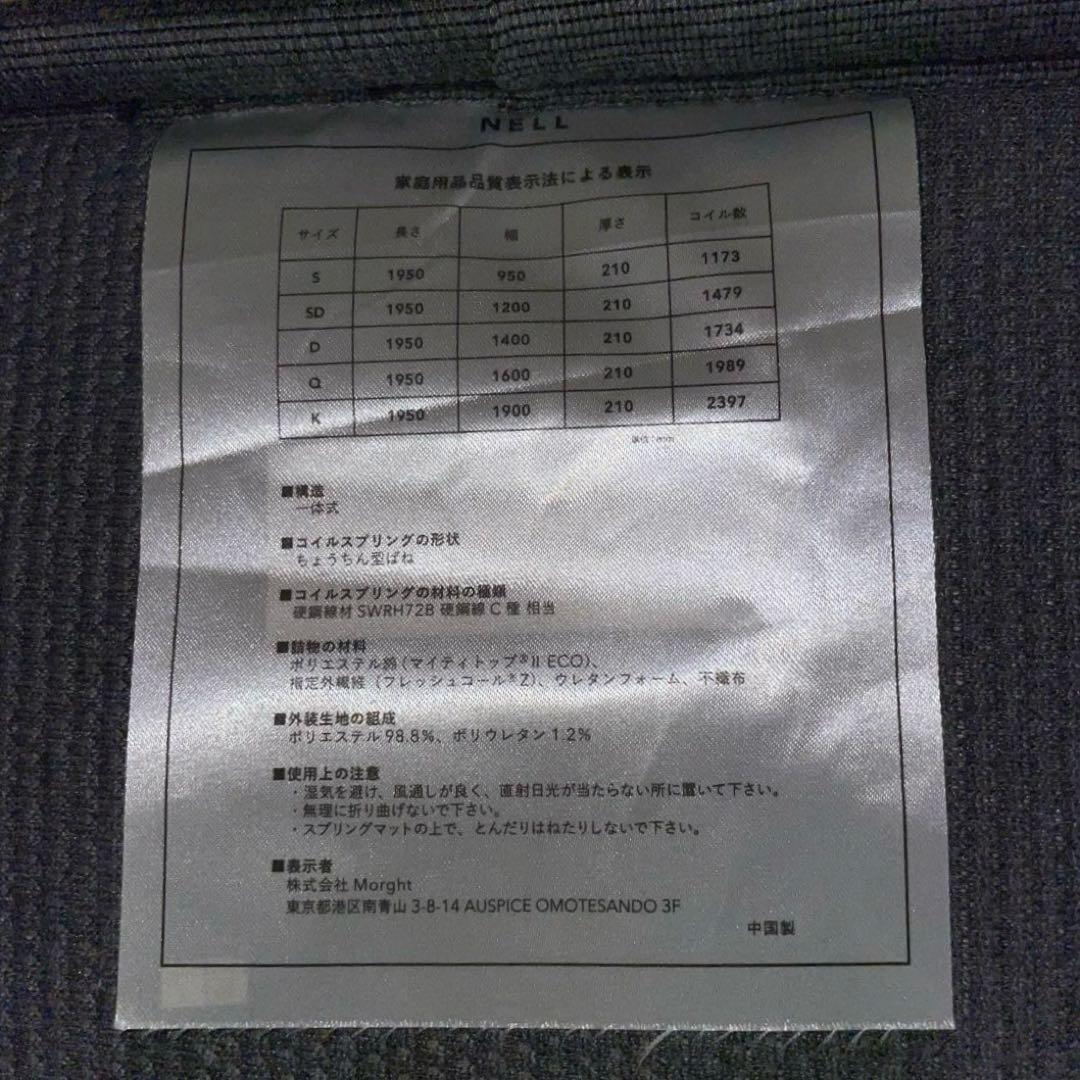 NELL
家庭用品品質表示法による表示
サイズ 長さ 幅 厚さ コイル数
S 1950 950 210 1173
SD 1950 1200 210 1479
D 1950 1400 210 1734
Q 1950 1600 210 1989
K 1950 1900 210 2397
単位:mm
■構造
一体式
■コイルスプリングの形状
ちょうちん型ばね
■コイルスプリングの材料の種類
硬鋼線材 SWRH72B 硬鋼線 C 種 相当
■詰物の材料
ポリエステル綿(マイティトップ®II ECO)、
指定外繊維(フレッシュコール®Z)、ウレタンフォーム、不織布
■外装生地の組成
ポリエステル 98.8%、ポリウレタン 1.2%
■使用上の注意
・湿気を避け、風通しが良く、直射日光が当たらない所に置いて下さい。
・無理に折り曲げないで下さい。
・スプリングマットの上で、とんだりはねたりしないで下さい。
■表示者
株式会社 Morght
東京都港区南青山 3-8-14 AUSPICE OMOTESANDO 3F
中国製